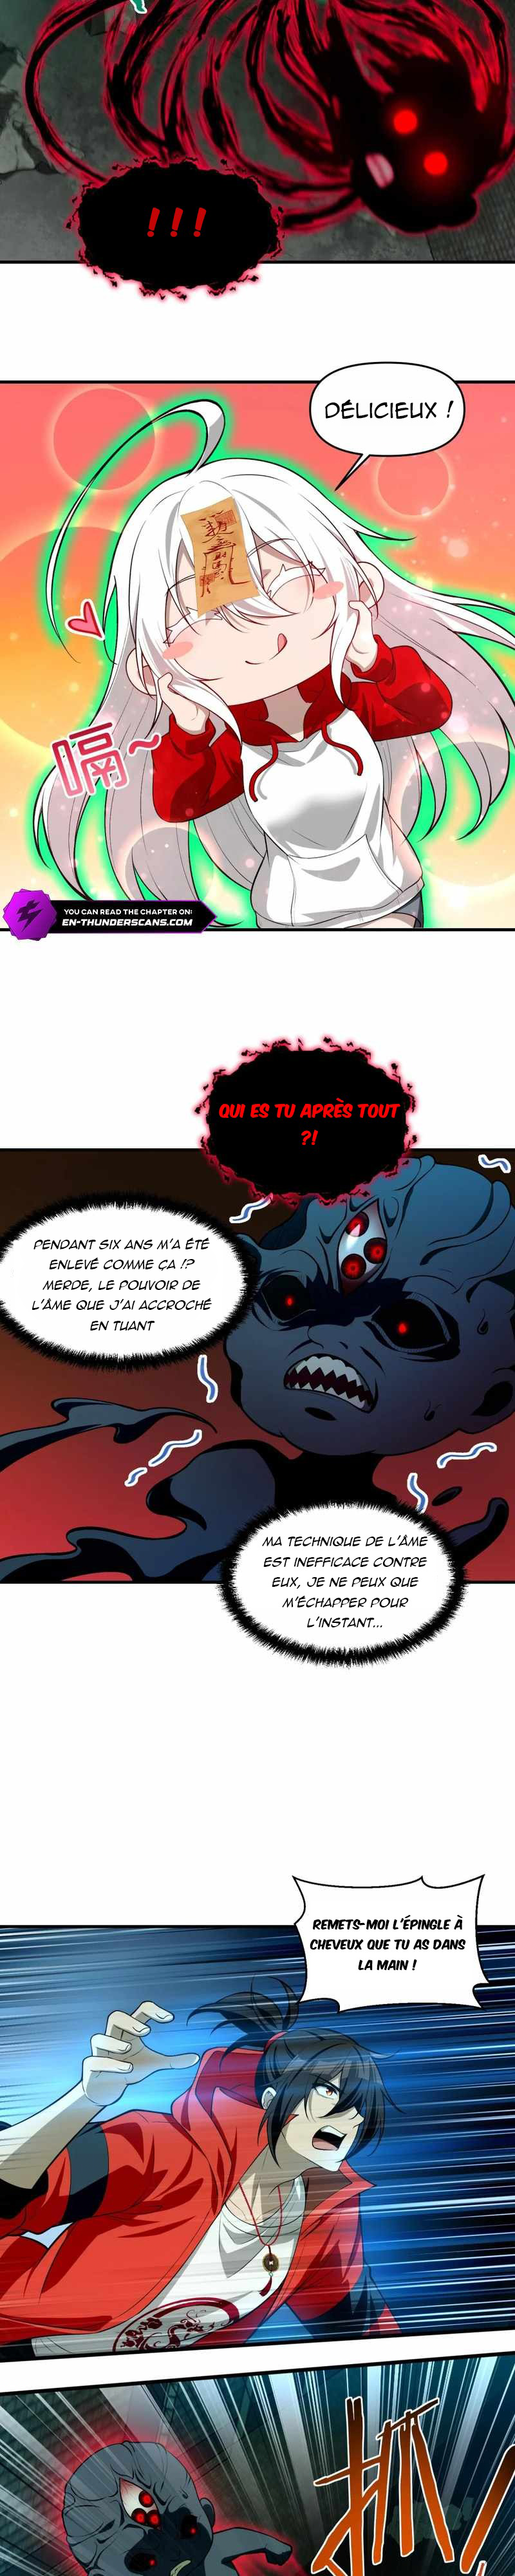 !!!
DÉLICIEUX !
嗝~
YOU CAN READ THE CHAPTER ON:
EN-THUNDERSCANS.COM
QUI ES TU APRÈS TOUT
?!
PENDANT SIX ANS M'A ÉTÉ
ENLEVÉ COMME ÇA !?
MERDE, LE POUVOIR DE
L'ÂME QUE J'AI ACCROCHÉ
EN TUANT
MA TECHNIQUE DE L'ÂME
EST INEFFICACE CONTRE
EUX, JE NE PEUX QUE
M'ÉCHAPPER POUR
L'INSTANT...
REMETS-MOI L'ÉPINGLE À
CHEVEUX QUE TU AS DANS
LA MAIN !